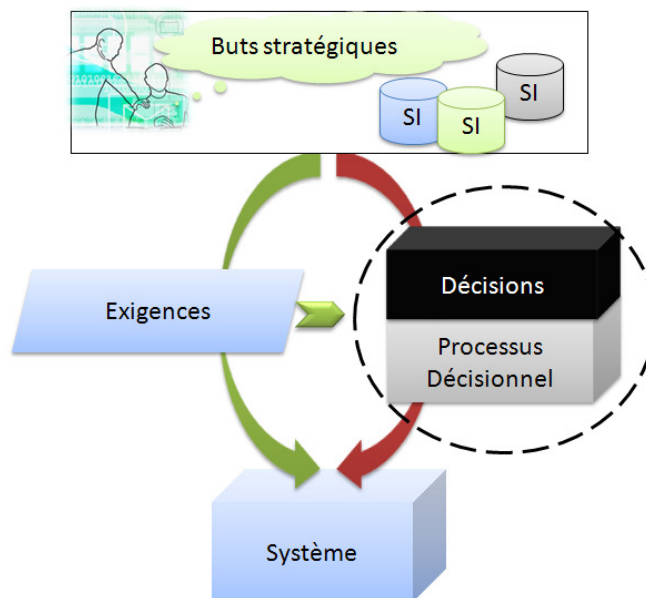 Buts stratégiques
SI
SI
SI
Exigences
Décisions
Processus
Décisionnel
Système